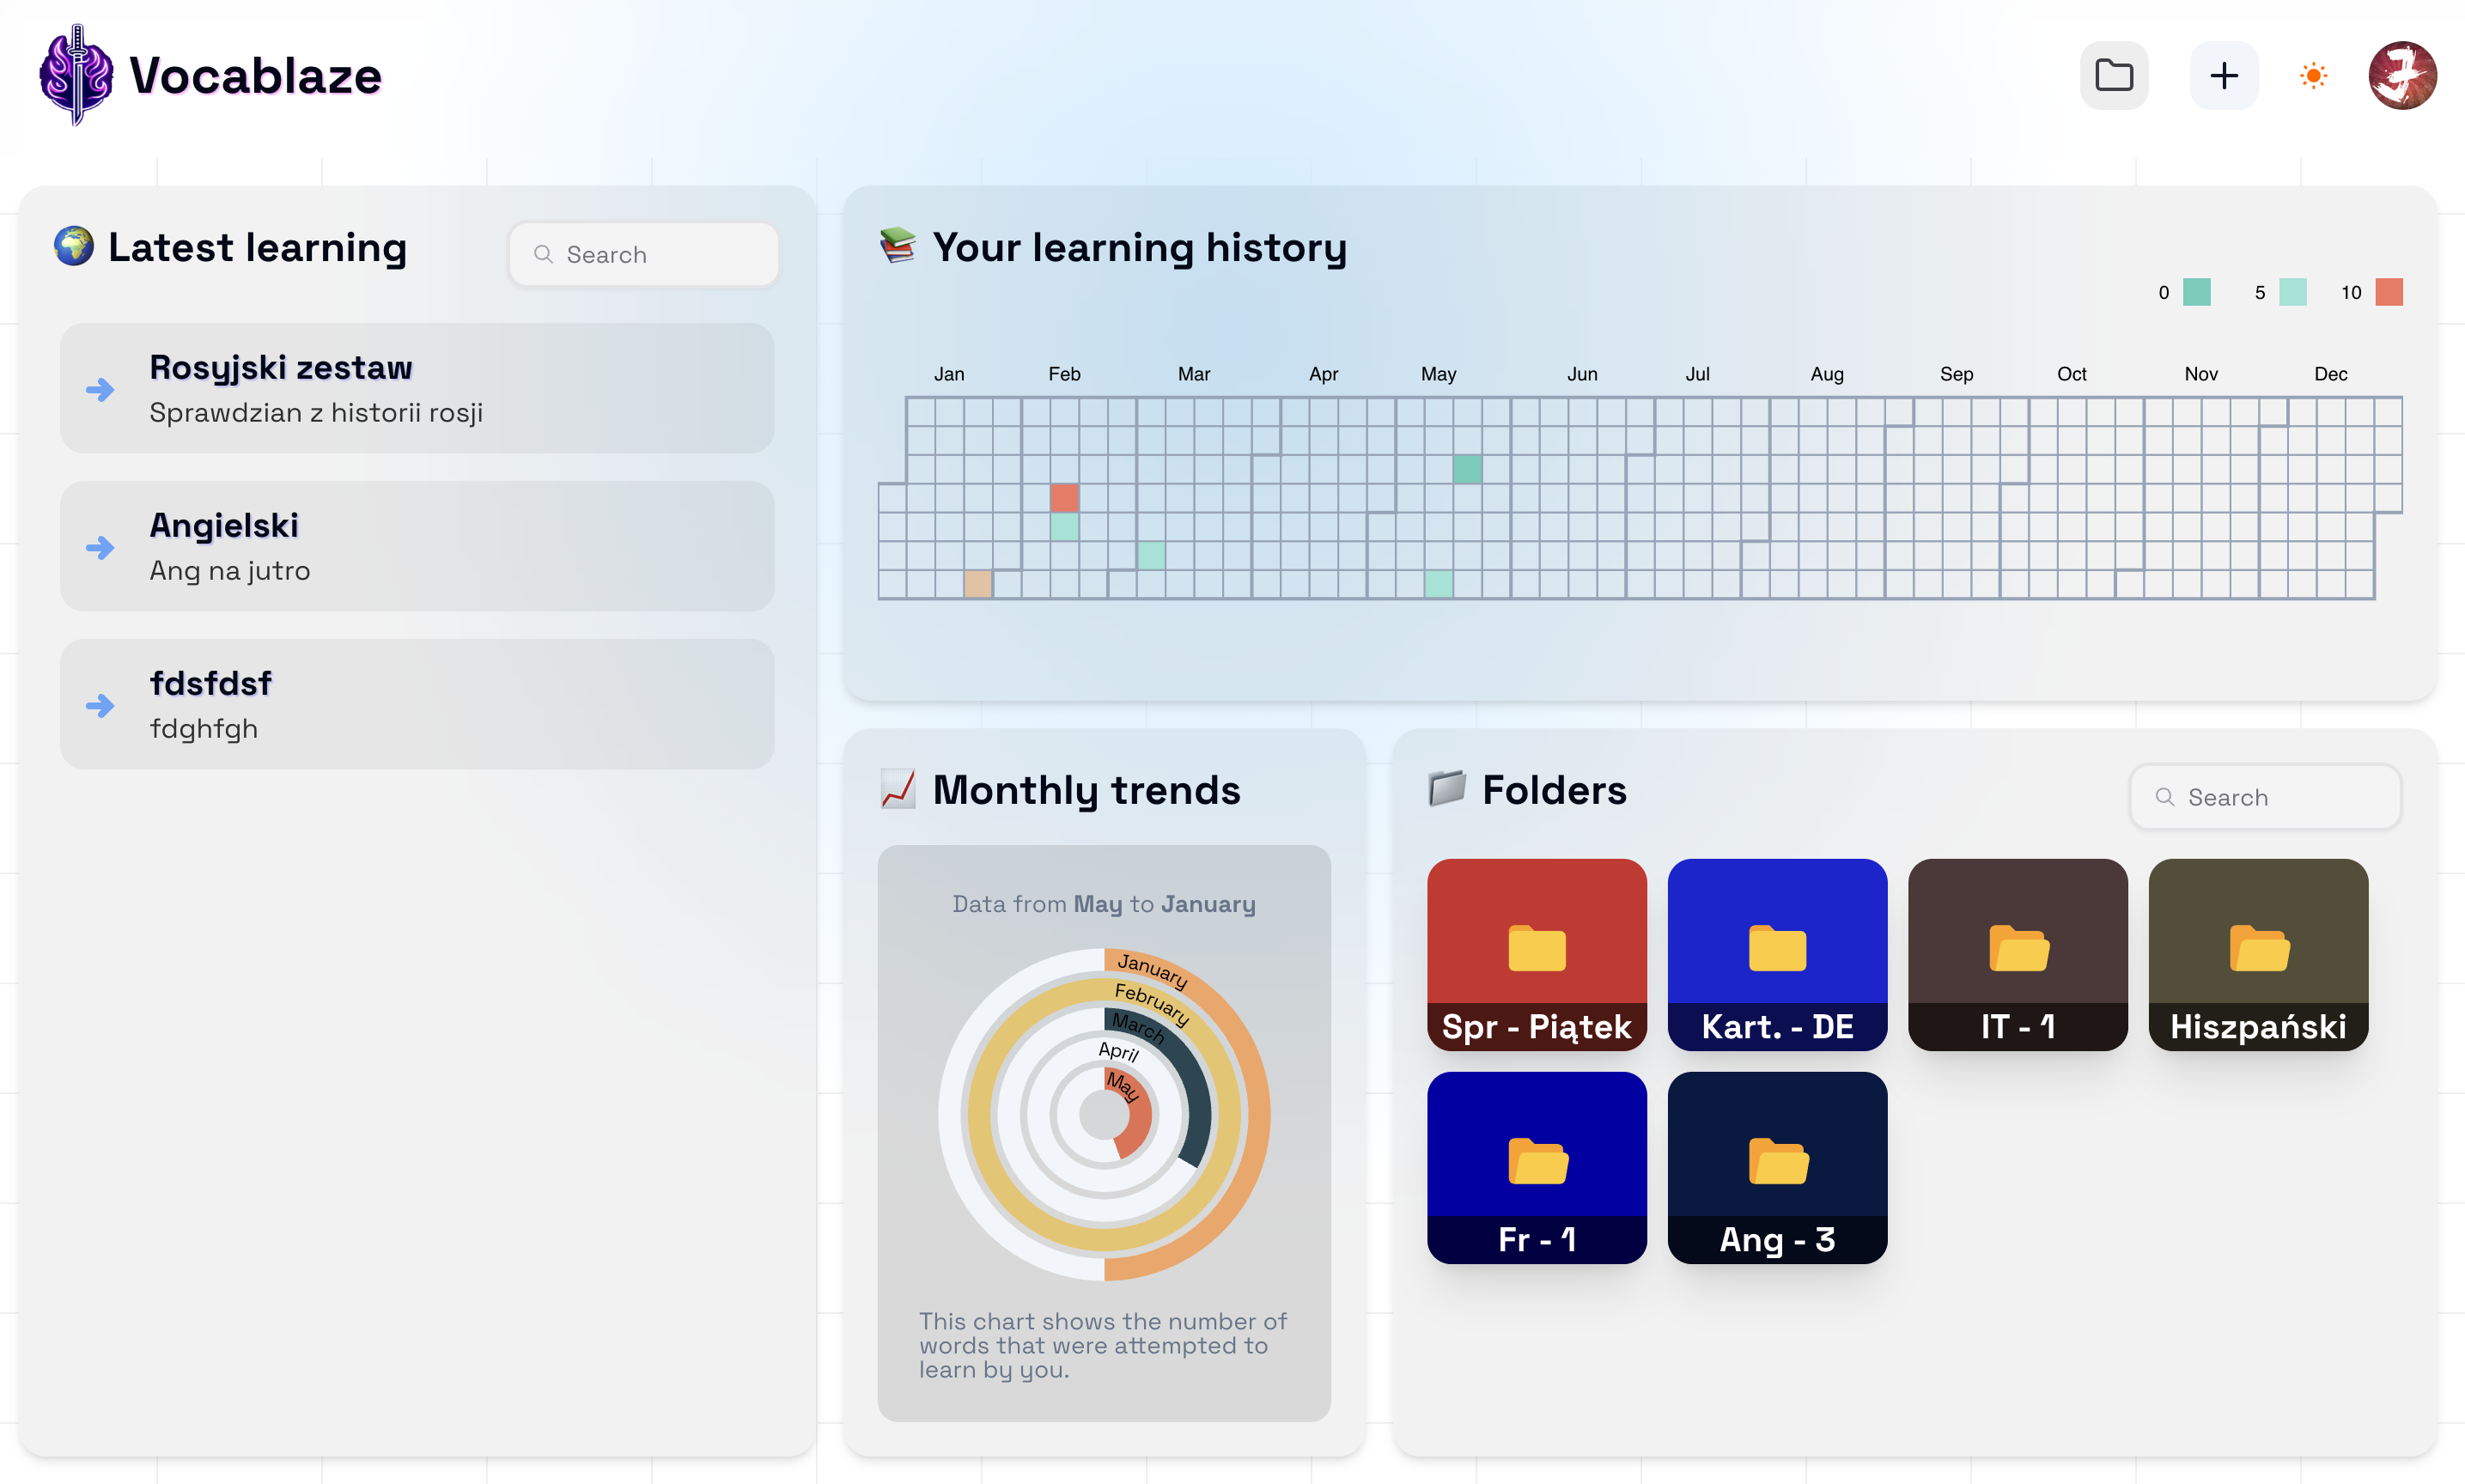 Vocablaze
Latest learning
Search
Rosyjski zestaw
Sprawdzian z historii rosji
Angielski
Ang na jutro
fdsfdsf
fdghfgh
Your learning history
0 5 10
Jan Feb Mar Apr May Jun Jul Aug Sep Oct Nov Dec
Monthly trends
Data from May to January
January
February
March
April
May
This chart shows the number of
words that were attempted to
learn by you.
Folders
Search
Spr - Piątek
Kart. - DE
IT - 1
Hiszpański
Fr - 1
Ang - 3